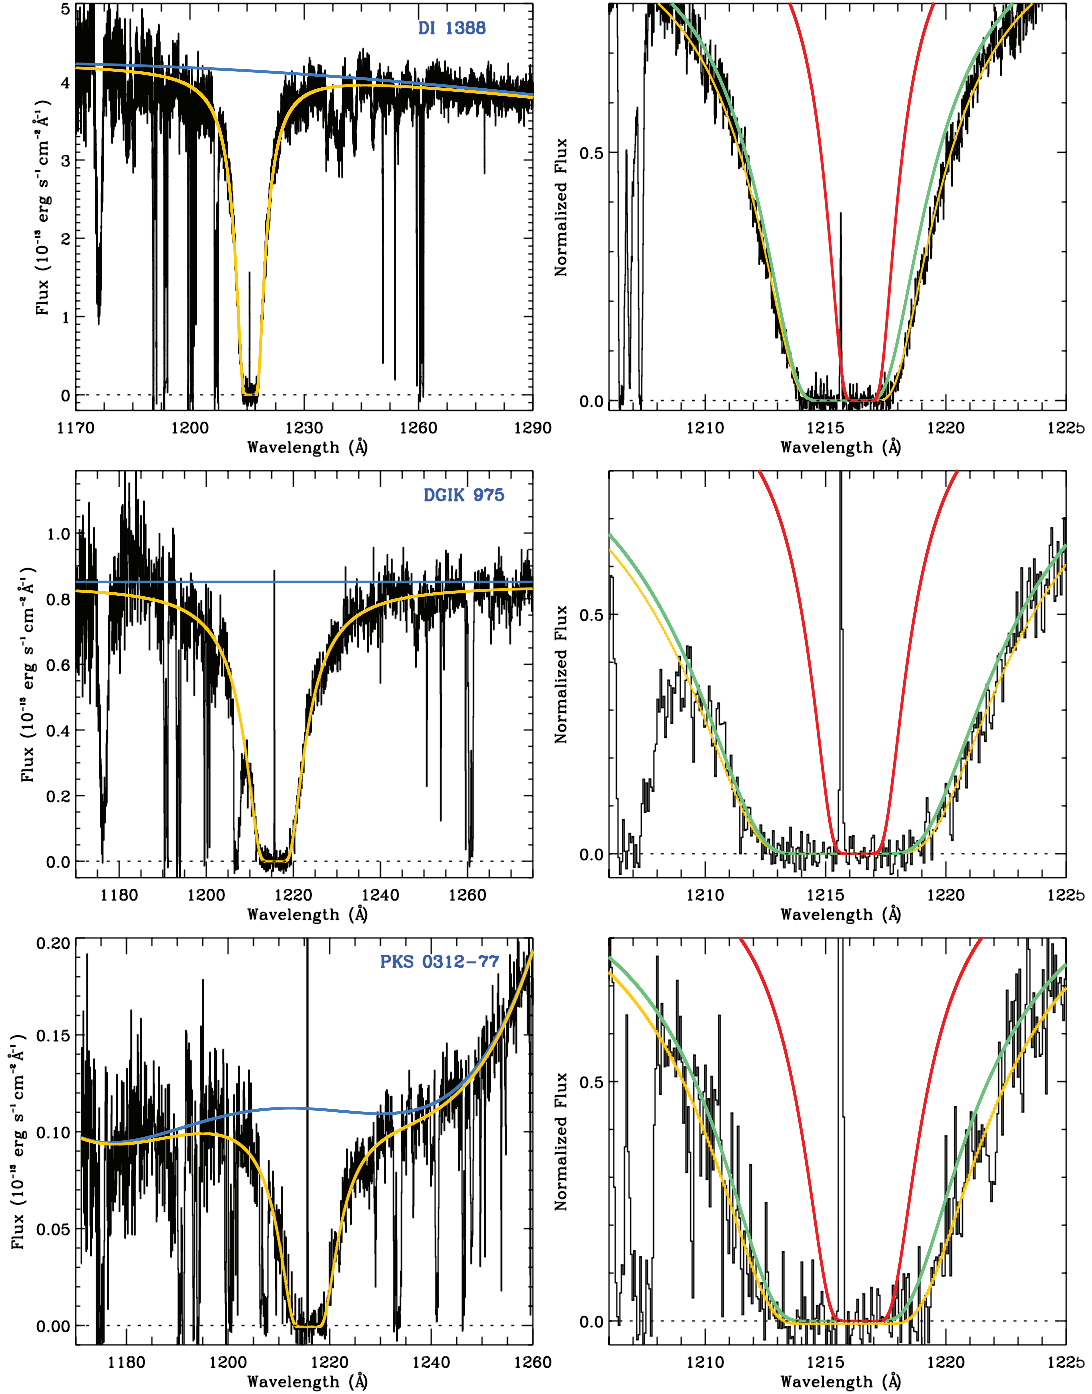 DI 1388
5
4
3
2
1
0
Flux (10⁻¹³ erg s⁻¹ cm⁻² Å⁻¹)
1170 1200 1230 1260 1290
Wavelength (Å)
0.5
0.0
Normalized Flux
1210 1215 1220 1225
Wavelength (Å)
DGIK 975
1.0
0.8
0.6
0.4
0.2
0.0
Flux (10⁻¹³ erg s⁻¹ cm⁻² Å⁻¹)
1180 1200 1220 1240 1260
Wavelength (Å)
0.5
0.0
Normalized Flux
1210 1215 1220 1225
Wavelength (Å)
PKS 0312-77
0.20
0.15
0.10
0.05
0.00
Flux (10⁻¹³ erg s⁻¹ cm⁻² Å⁻¹)
1180 1200 1220 1240 1260
Wavelength (Å)
0.5
0.0
Normalized Flux
1210 1215 1220 1225
Wavelength (Å)